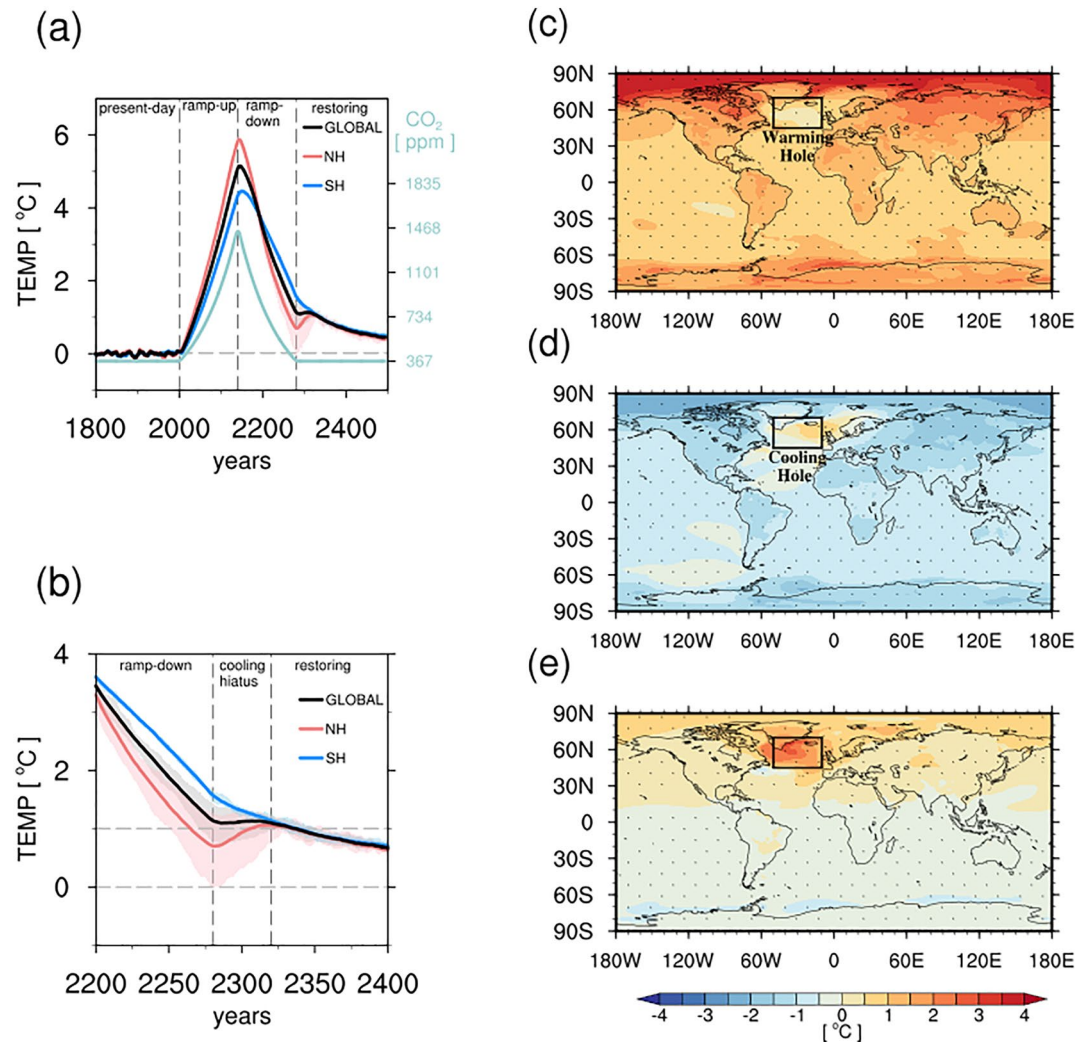 (a)
present-day
ramp-up
ramp-
down
restoring
GLOBAL
NH
SH
CO2
[ ppm ]
TEMP [ °C]
6
4
2
0
1835
1468
1101
734
367
1800 2000 2200 2400
years
(b)
ramp-down
cooling
hiatus
restoring
GLOBAL
NH
SH
TEMP [ °C
4
2
0
2200 2250 2300 2350 2400
years
(c)
90N
60N
30N
0
30S
60S
90S
Warming
Hole
180W 120W 60W 0 60E 120E 180E
(d)
90N
60N
30N
0
30S
60S
90S
Cooling
Hole
180W 120W 60W 0 60E 120E 180E
(e)
90N
60N
30N
0
30S
60S
90S
180W 120W 60W 0 60E 120E 180E
-4 -3 -2 -1 0 1 2 3 4
[ °C]